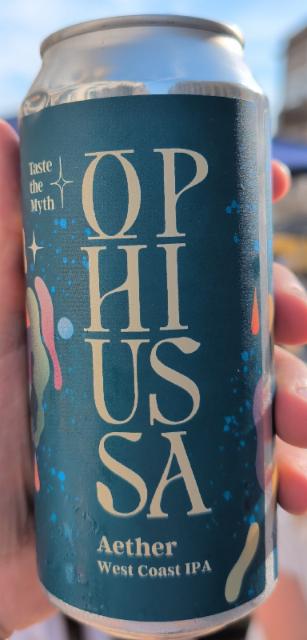 Taste
the
Myth
OP
HI
US
SA
Aether
West Coast IPA